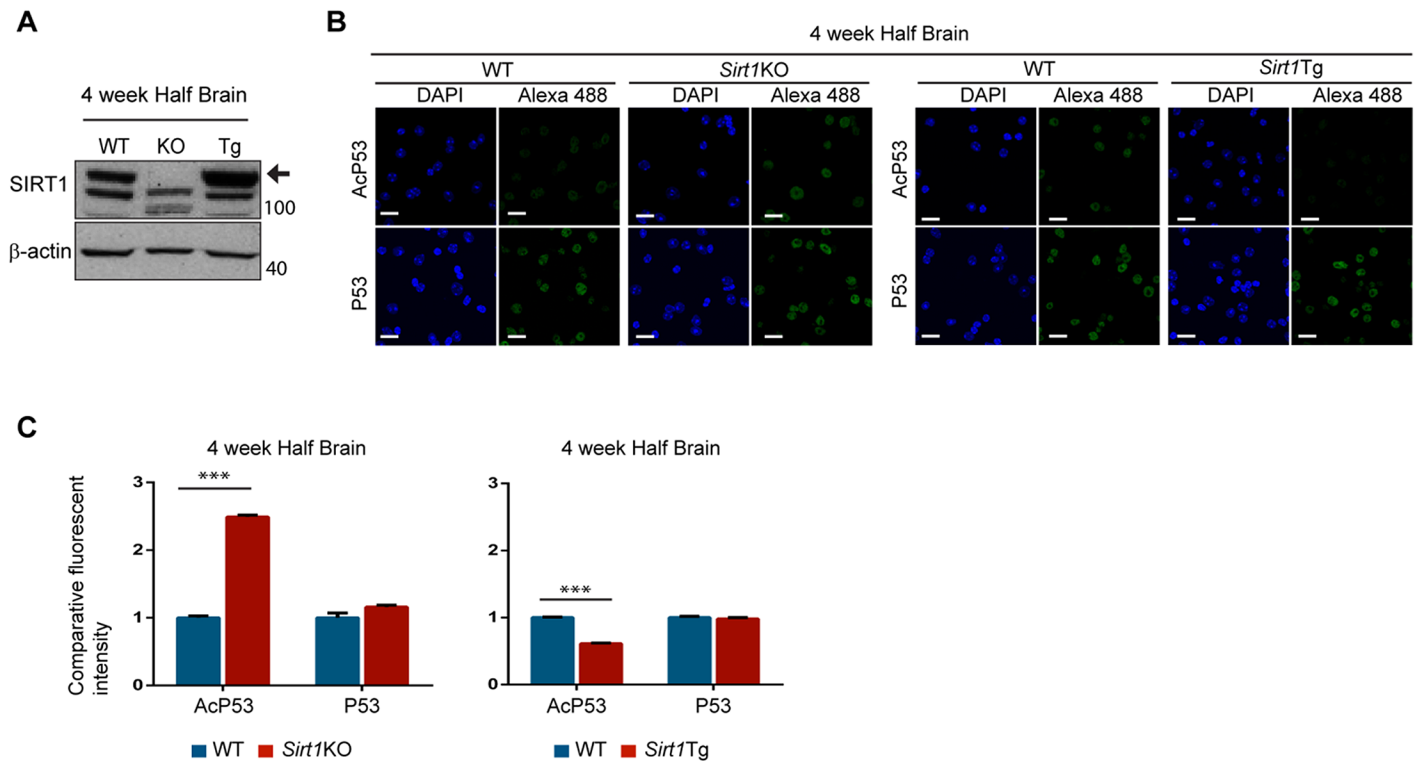 A
4 week Half Brain
WT KO Tg
SIRT1
100
β-actin
40
B
4 week Half Brain
WT Sirt1KO WT Sirt1Tg
DAPI Alexa 488 DAPI Alexa 488 DAPI Alexa 488 DAPI Alexa 488
AcP53 AcP53
P53 P53
C
4 week Half Brain 4 week Half Brain
Comparative fluorescent
intensity
3 3
*** 
2 2
***
1 1
0 0
AcP53 P53 AcP53 P53
WT Sirt1KO WT Sirt1Tg